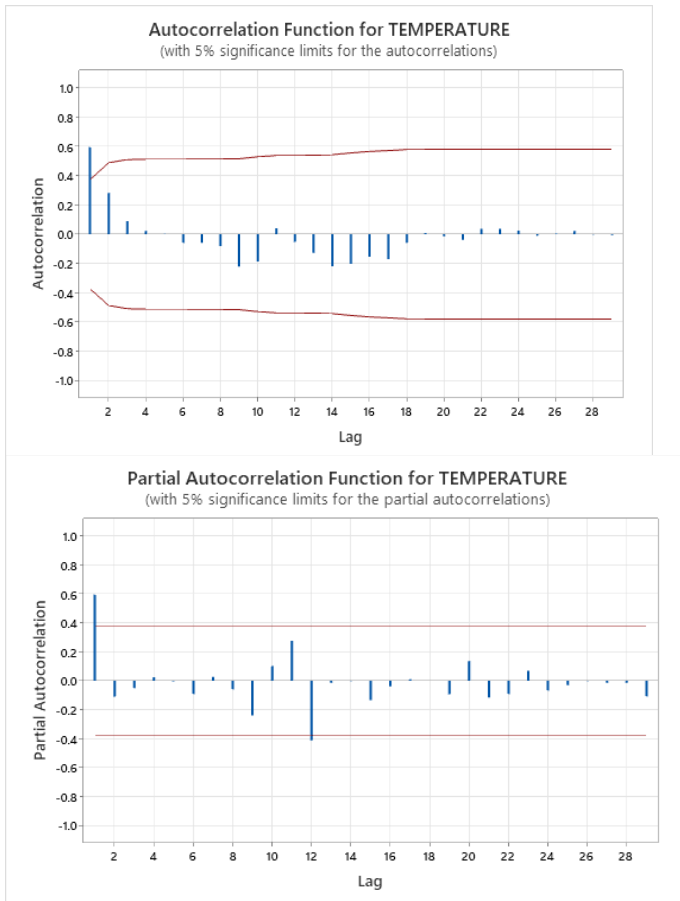 Autocorrelation Function for TEMPERATURE
(with 5% significance limits for the autocorrelations)
1.0
0.8
0.6
0.4
0.2
0.0
-0.2
-0.4
-0.6
-0.8
-1.0
Autocorrelation
2 4 6 8 10 12 14 16 18 20 22 24 26 28
Lag
Partial Autocorrelation Function for TEMPERATURE
(with 5% significance limits for the partial autocorrelations)
1.0
0.8
0.6
0.4
0.2
0.0
-0.2
-0.4
-0.6
-0.8
-1.0
Partial Autocorrelation
2 4 6 8 10 12 14 16 18 20 22 24 26 28
Lag